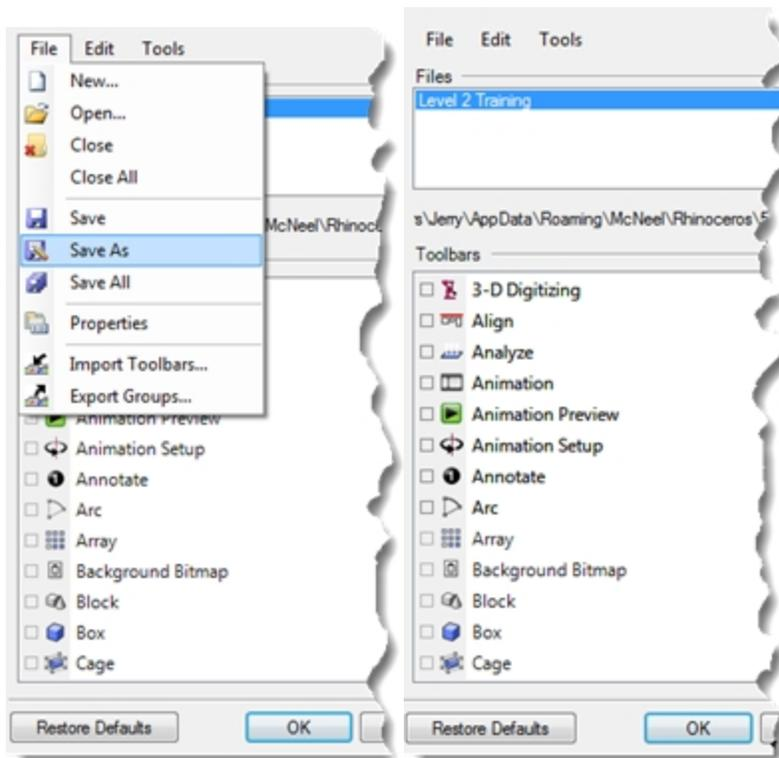 File Edit Tools
New...
Open...
Close
Close All
Save
Save As
Save All
Properties
Import Toolbars...
Export Groups...
McNeel\Rhinoc
Animation Preview
Animation Setup
Annotate
Arc
Array
Background Bitmap
Block
Box
Cage
Restore Defaults OK
File Edit Tools
Files
Level 2 Training
s\Jerry\AppData\Roaming\McNeel\Rhinoceros\5
Toolbars
3-D Digitizing
Align
Analyze
Animation
Animation Preview
Animation Setup
Annotate
Arc
Array
Background Bitmap
Block
Box
Cage
Restore Defaults OK